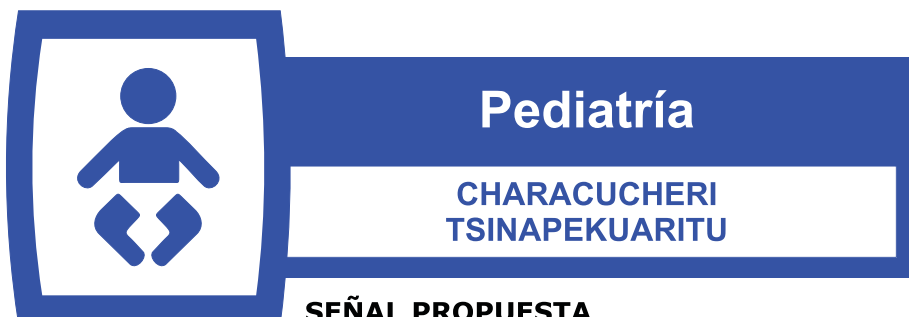 Pediatría
CHARACUCHERI
TSINAPEKUARITU
SEÑAL PROPUESTA